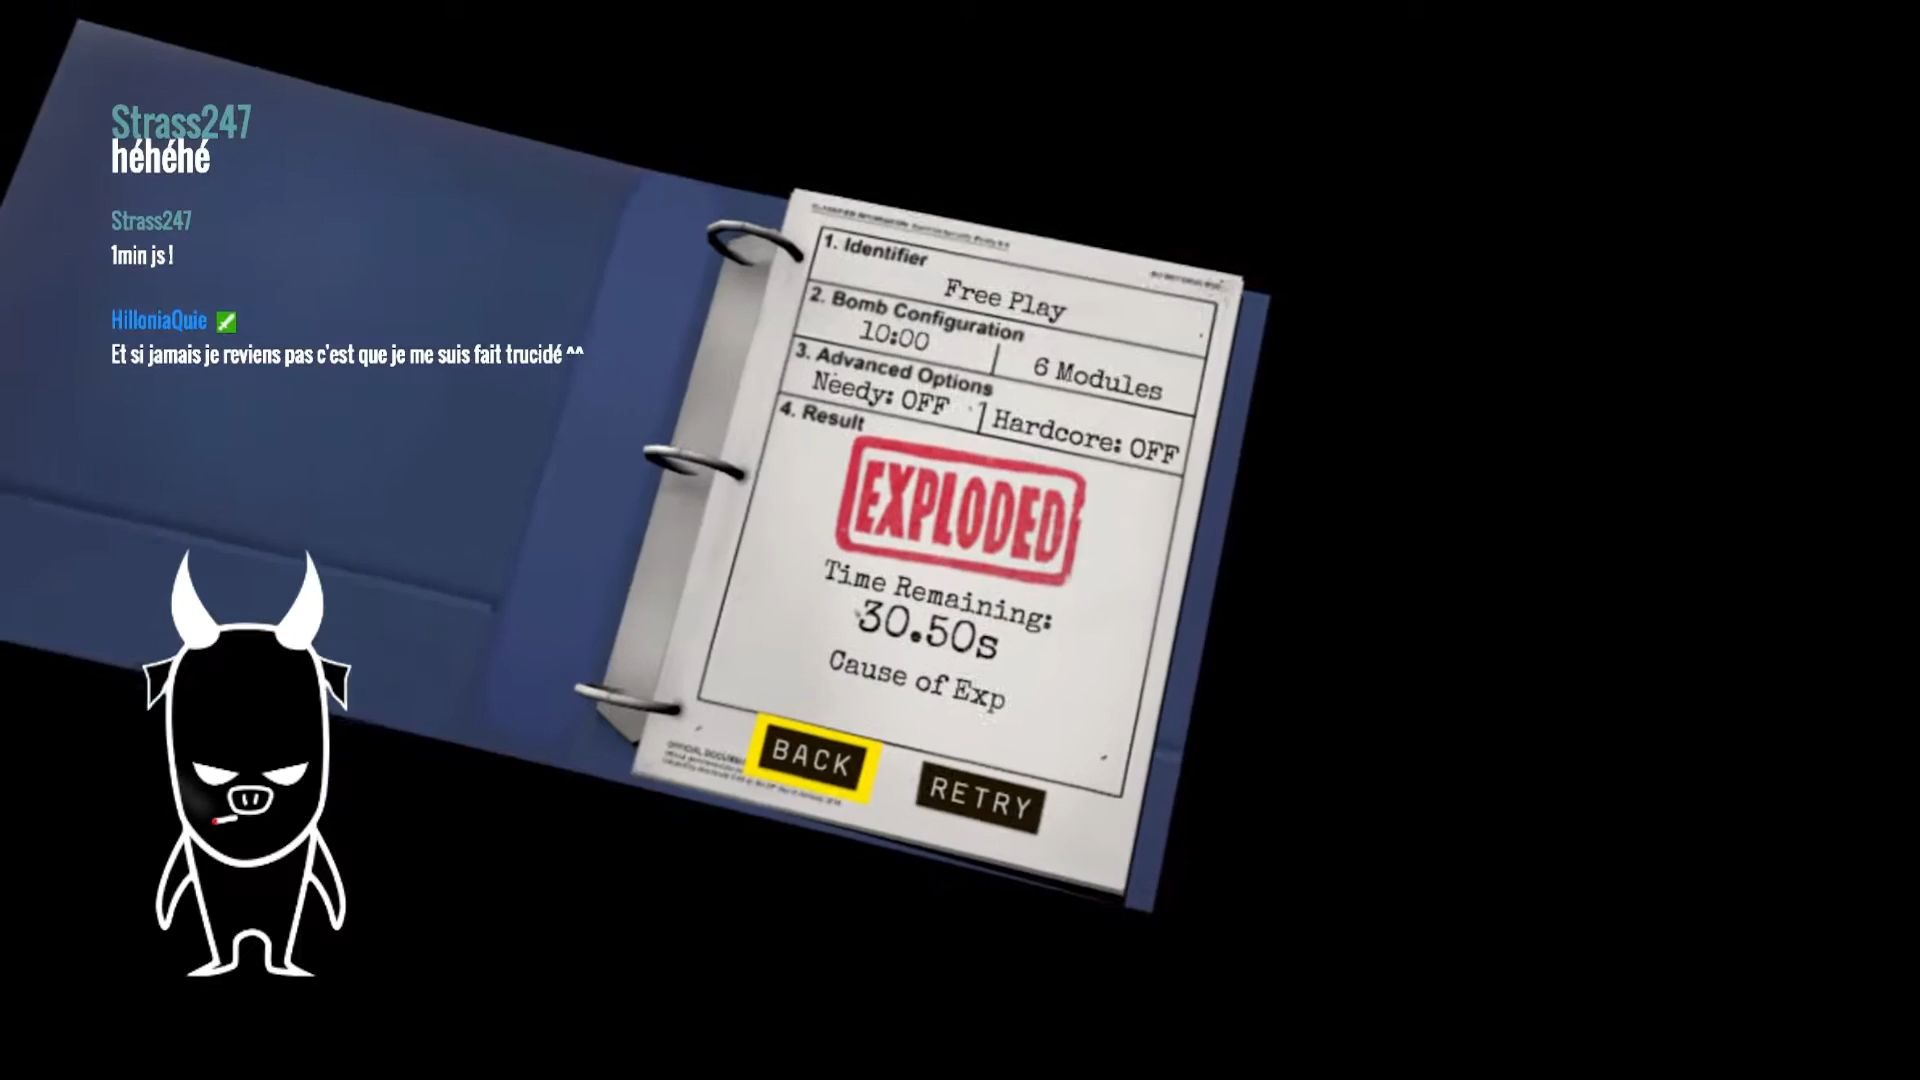 Strass247
héhéhé
Strass247
1min js !
HilloniaQuie
Et si jamais je reviens pas c'est que je me suis fait trucidé ^^
1. Identifier
Free Play
2. Bomb Configuration
10:00
6 Modules
3. Advanced Options
Needy: OFF
Hardcore: OFF
4. Result
EXPLODED
Time Remaining:
30.50s
Cause of Exp
BACK
RETRY